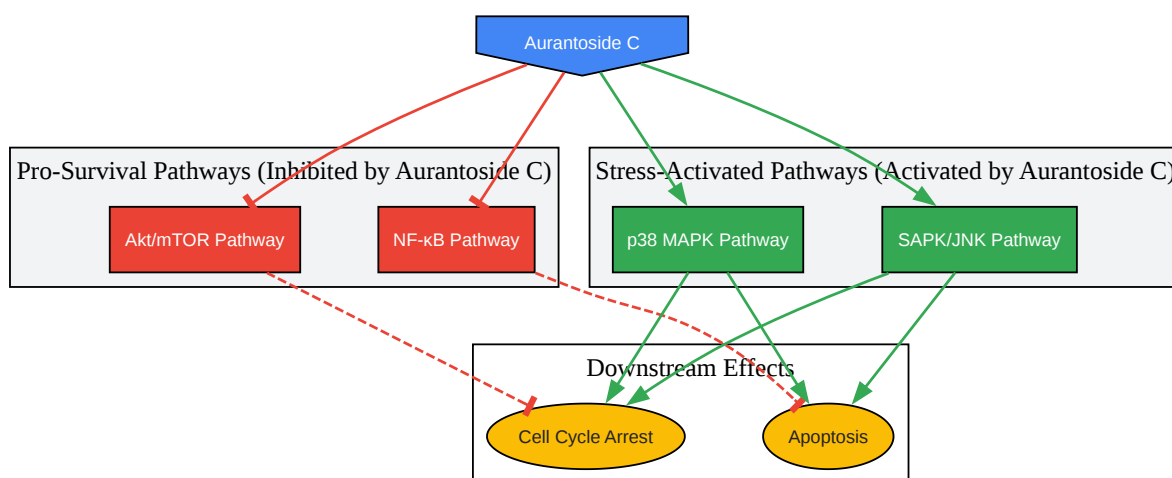 Aurantoside C
Pro-Survival Pathways (Inhibited by Aurantoside C)
Stress-Activated Pathways (Activated by Aurantoside C)
Akt/mTOR Pathway
NF-κB Pathway
p38 MAPK Pathway
SAPK/JNK Pathway
Downstream Effects
Cell Cycle Arrest
Apoptosis